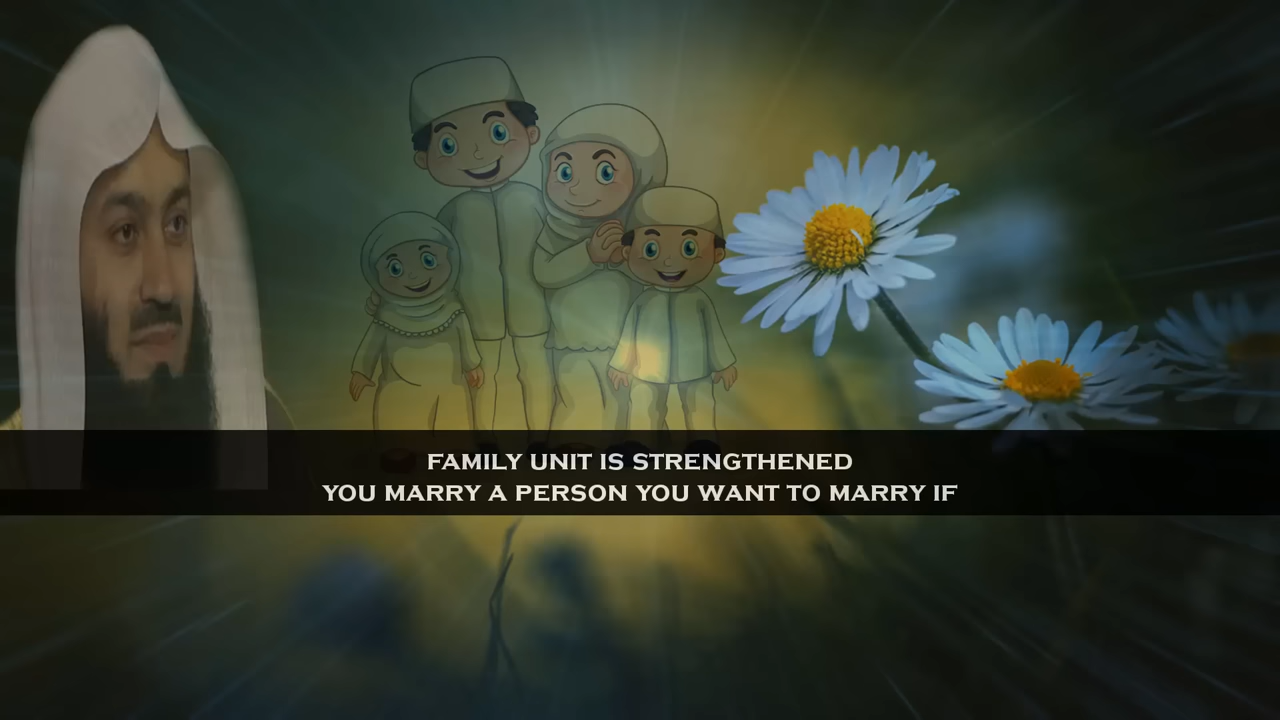 FAMILY UNIT IS STRENGTHENED
YOU MARRY A PERSON YOU WANT TO MARRY IF